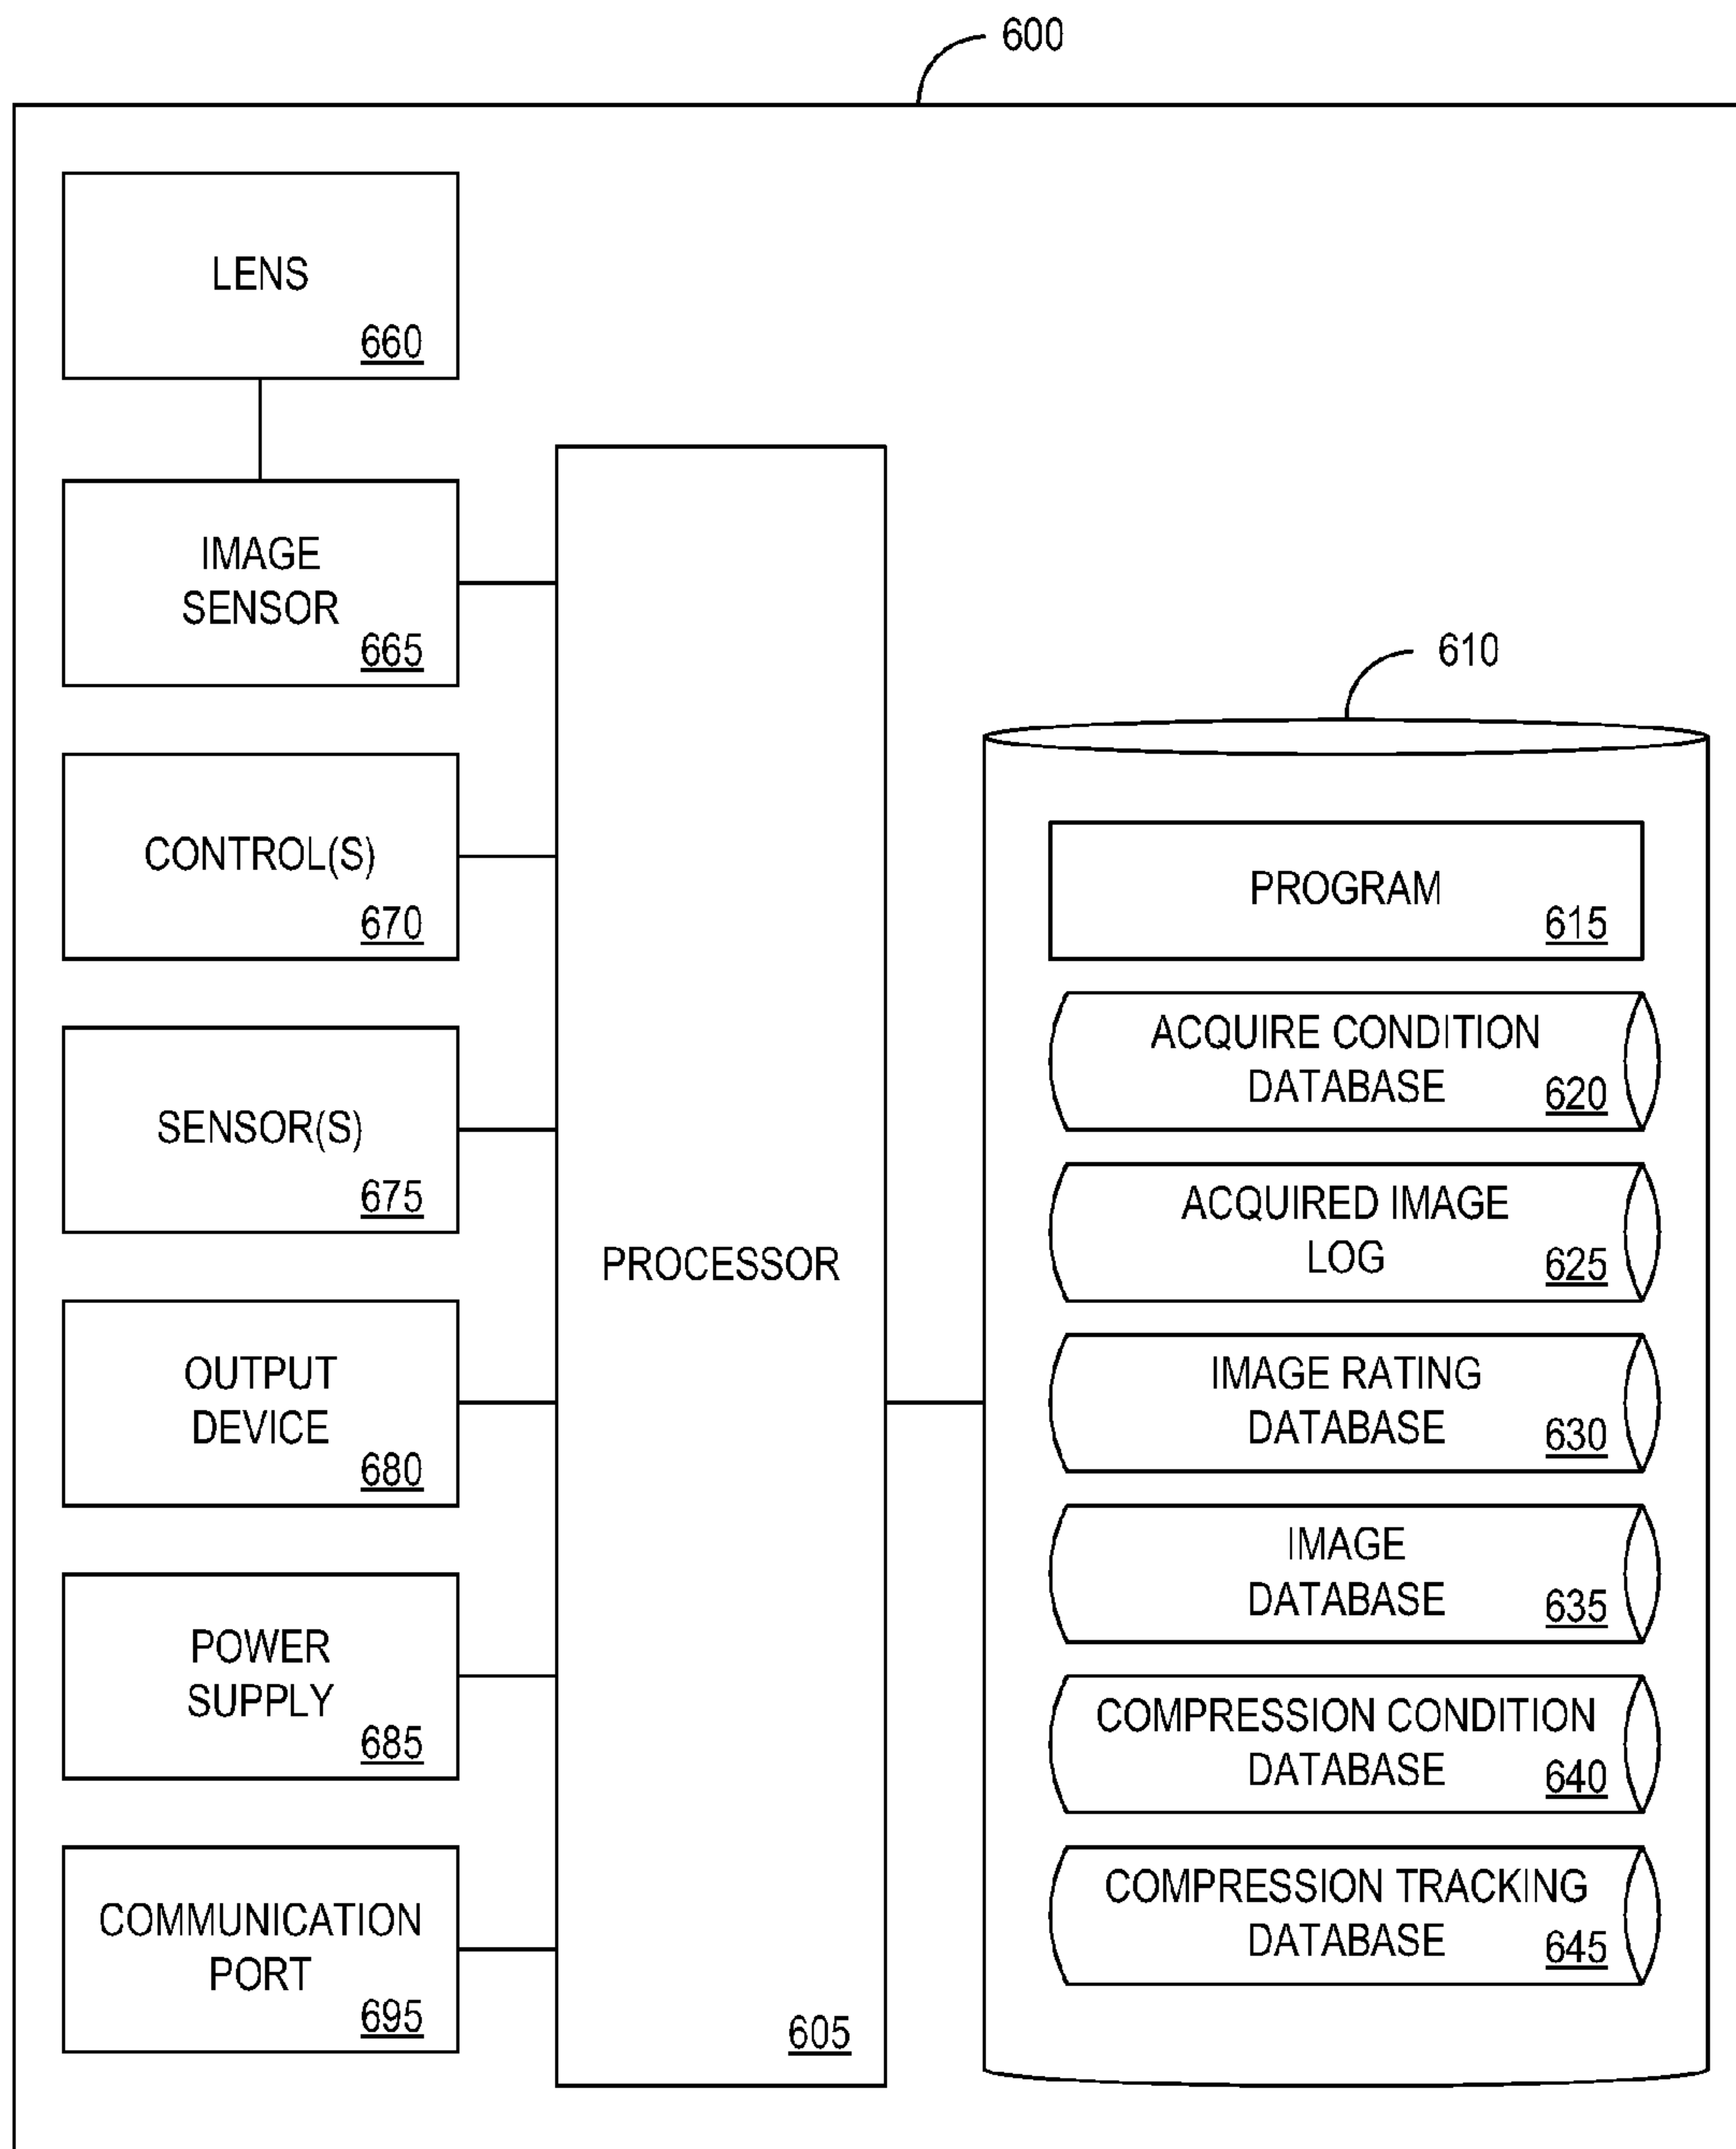 600
LENS
660
IMAGE
SENSOR
665
CONTROL(S)
670
SENSOR(S)
675
OUTPUT
DEVICE
680
POWER
SUPPLY
685
COMMUNICATION
PORT
695
PROCESSOR
605
610
PROGRAM
615
ACQUIRE CONDITION
DATABASE
620
ACQUIRED IMAGE
LOG
625
IMAGE RATING
DATABASE
630
IMAGE
DATABASE
635
COMPRESSION CONDITION
DATABASE
640
COMPRESSION TRACKING
DATABASE
645